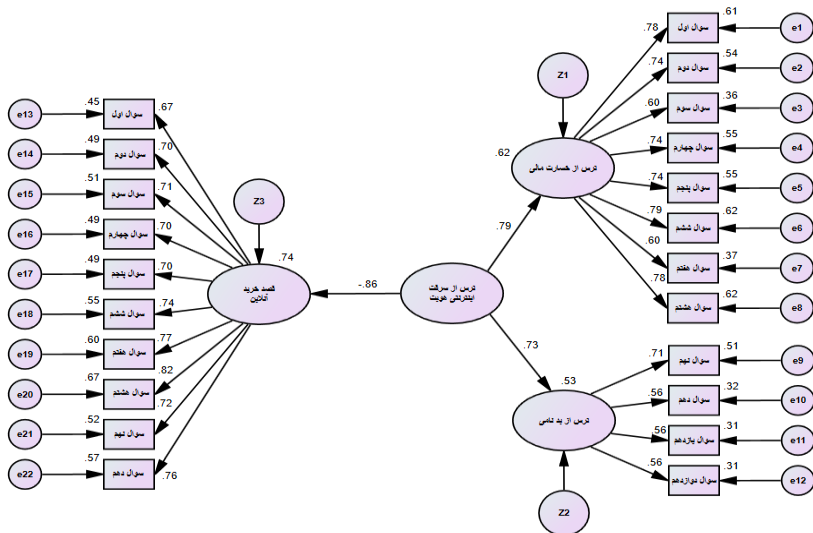 .61
.78
سوال اول
e1
.54
.74
سوال دوم
e2
Z1
.36
.60
سوال سوم
e3
.55
.74
سوال چهارم
e4
.62
ترس از خسارت مالی
.55
.74
سوال پنجم
e5
.62
.79
سوال ششم
e6
.37
.60
سوال هفتم
e7
.62
.78
سوال هشتم
e8
.79
.45
.67
سوال اول
e13
.49
.70
سوال دوم
e14
.51
.71
سوال سوم
e15
Z3
.49
.70
سوال چهارم
e16
.74
.49
.70
سوال پنجم
e17
قصد خرید
آنلاین
-.86
ترس از سرقت
اینترنتی هویت
.55
.74
سوال ششم
e18
.60
.77
سوال هفتم
e19
.67
.82
سوال هشتم
e20
.52
.72
سوال نهم
e21
.57
.76
سوال دهم
e22
.73
.53
ترس از بد نامی
.51
.71
سوال نهم
e9
.32
.56
سوال دهم
e10
.31
.56
سوال یازدهم
e11
.31
.56
سوال دوازدهم
e12
Z2